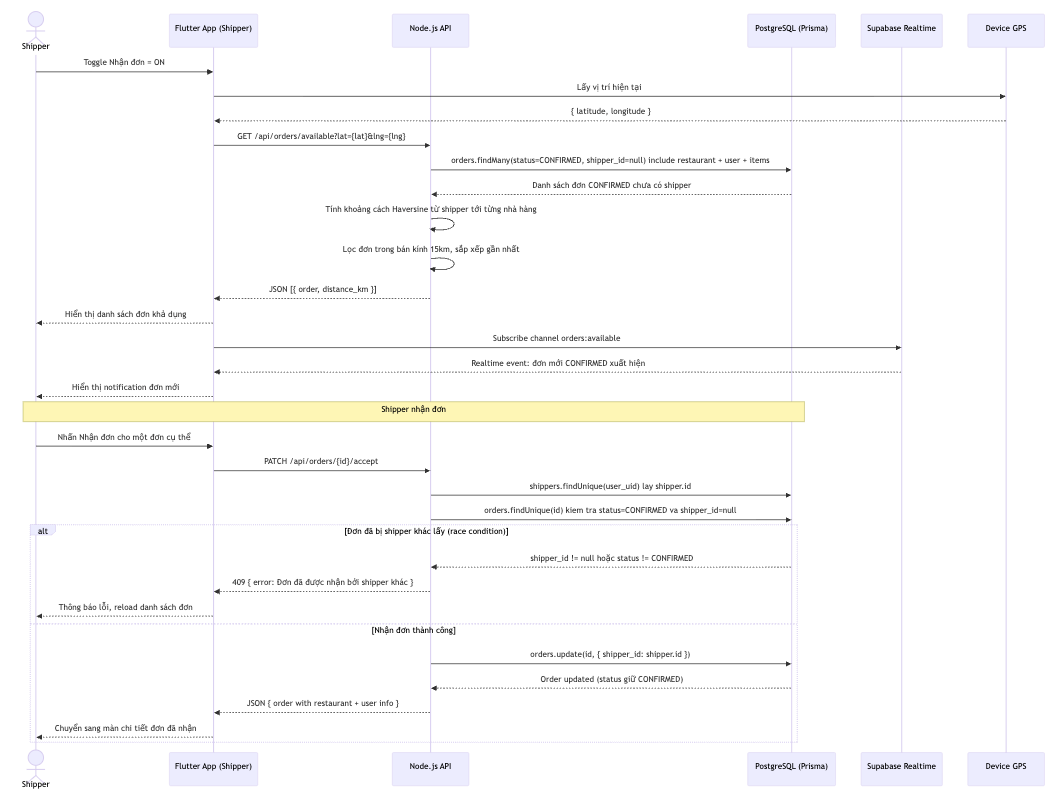 Shipper
Flutter App (Shipper)
Node.js API
PostgreSQL (Prisma)
Supabase Realtime
Device GPS
Toggle Nhận đơn = ON
Lấy vị trí hiện tại
{ latitude, longitude }
GET /api/orders/available?lat={lat}&lng={lng}
orders.findMany(status=CONFIRMED, shipper_id=null) include restaurant + user + items
Danh sách đơn CONFIRMED chưa có shipper
Tính khoảng cách Haversine từ shipper tới từng nhà hàng
Lọc đơn trong bán kính 15km, sắp xếp gần nhất
JSON [{ order, distance_km }]
Hiển thị danh sách đơn khả dụng
Subscribe channel orders:available
Realtime event: đơn mới CONFIRMED xuất hiện
Hiển thị notification đơn mới
Shipper nhận đơn
Nhấn Nhận đơn cho một đơn cụ thể
PATCH /api/orders/{id}/accept
shippers.findUnique(user_uid) lay shipper.id
orders.findUnique(id) kiem tra status=CONFIRMED va shipper_id=null
alt
[Đơn đã bị shipper khác lấy (race condition)]
shipper_id != null hoặc status != CONFIRMED
409 { error: Đơn đã được nhận bởi shipper khác }
Thông báo lỗi, reload danh sách đơn
[Nhận đơn thành công]
orders.update(id, { shipper_id: shipper.id })
Order updated (status giữ CONFIRMED)
JSON { order with restaurant + user info }
Chuyển sang màn chi tiết đơn đã nhận
Shipper
Flutter App (Shipper)
Node.js API
PostgreSQL (Prisma)
Supabase Realtime
Device GPS